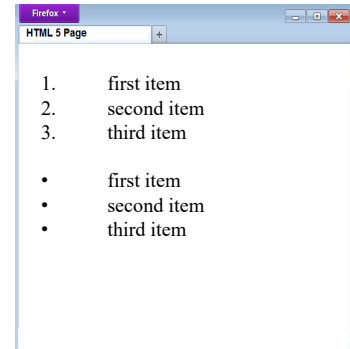 Firefox
HTML 5 Page
+
1. first item
2. second item
3. third item
• first item
• second item
• third item